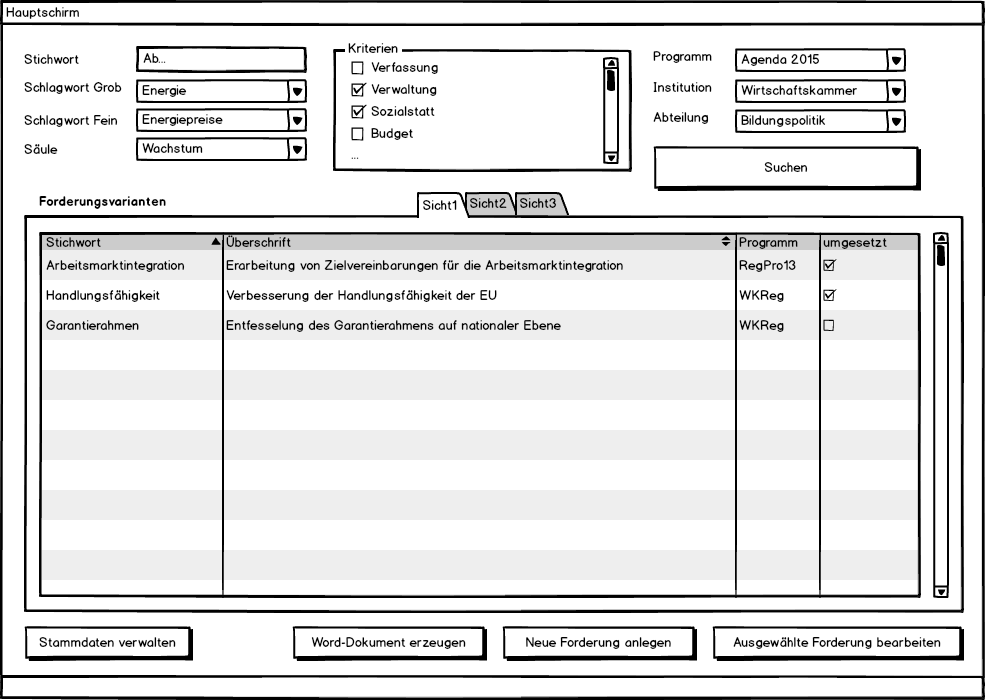 Hauptschirm
Stichwort
Ab...
Schlagwort Grob
Energie
Schlagwort Fein
Energiepreise
Säule
Wachstum
Kriterien
Verfassung
Verwaltung
Sozialstatt
Budget
...
Programm
Agenda 2015
Institution
Wirtschaftskammer
Abteilung
Bildungspolitik
Suchen
Forderungsvarianten
Sicht1 Sicht2 Sicht3
Stichwort Überschrift Programm umgesetzt
Arbeitsmarktintegration Erarbeitung von Zielvereinbarungen für die Arbeitsmarktintegration RegPro13
Handlungsfähigkeit Verbesserung der Handlungsfähigkeit der EU WKReg
Garantierahmen Entfesselung des Garantierahmens auf nationaler Ebene WKReg
Stammdaten verwalten Word-Dokument erzeugen Neue Forderung anlegen Ausgewählte Forderung bearbeiten